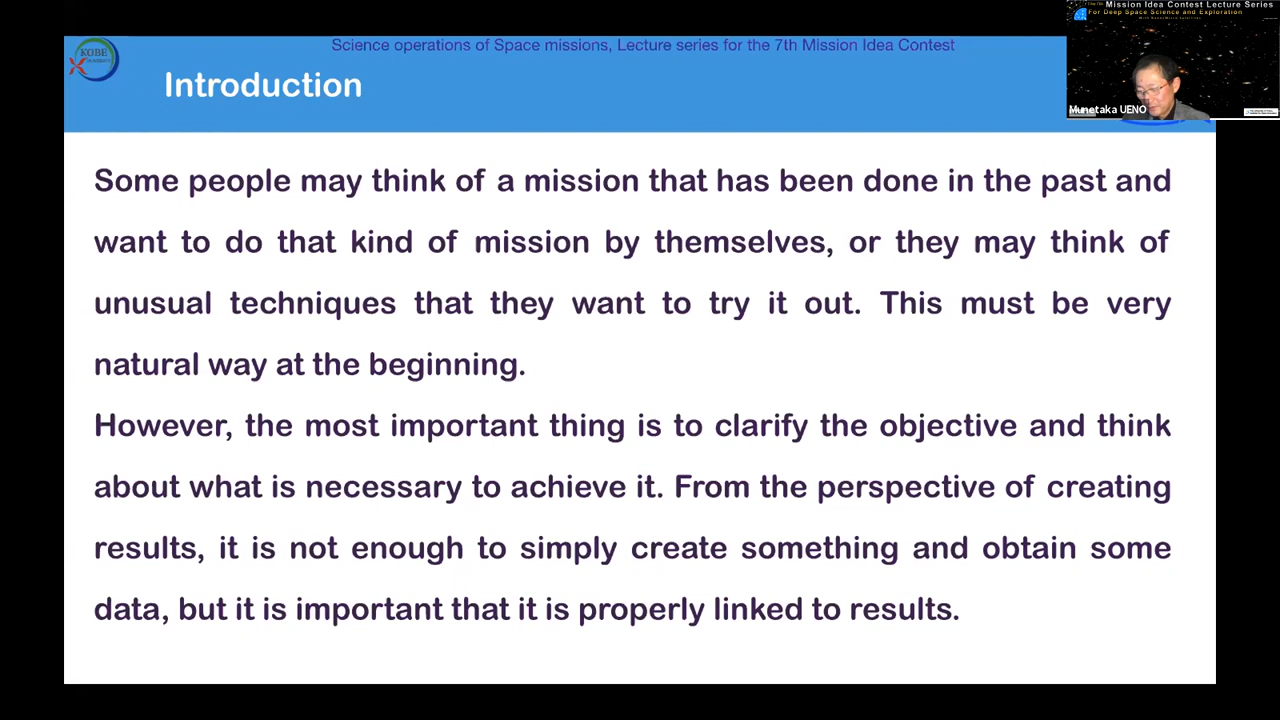 Science operations of Space missions, Lecture series for the 7th Mission Idea Contest
KOBE
Introduction
Mission Idea Contest Lecture Series
For Deep Space Science and Exploration
Munetaka UENO
Some people may think of a mission that has been done in the past and
want to do that kind of mission by themselves, or they may think of
unusual techniques that they want to try it out. This must be very
natural way at the beginning.
However, the most important thing is to clarify the objective and think
about what is necessary to achieve it. From the perspective of creating
results, it is not enough to simply create something and obtain some
data, but it is important that it is properly linked to results.